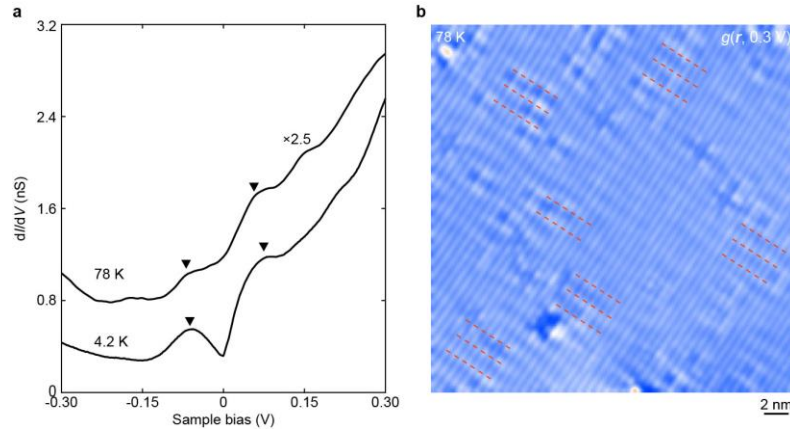 a
3.2
2.4
1.6
0.8
0
dI/dV (nS)
×2.5
78 K
4.2 K
-0.30
-0.15
0
0.15
0.30
Sample bias (V)
b
78 K
g(r, 0.3 V)
2 nm